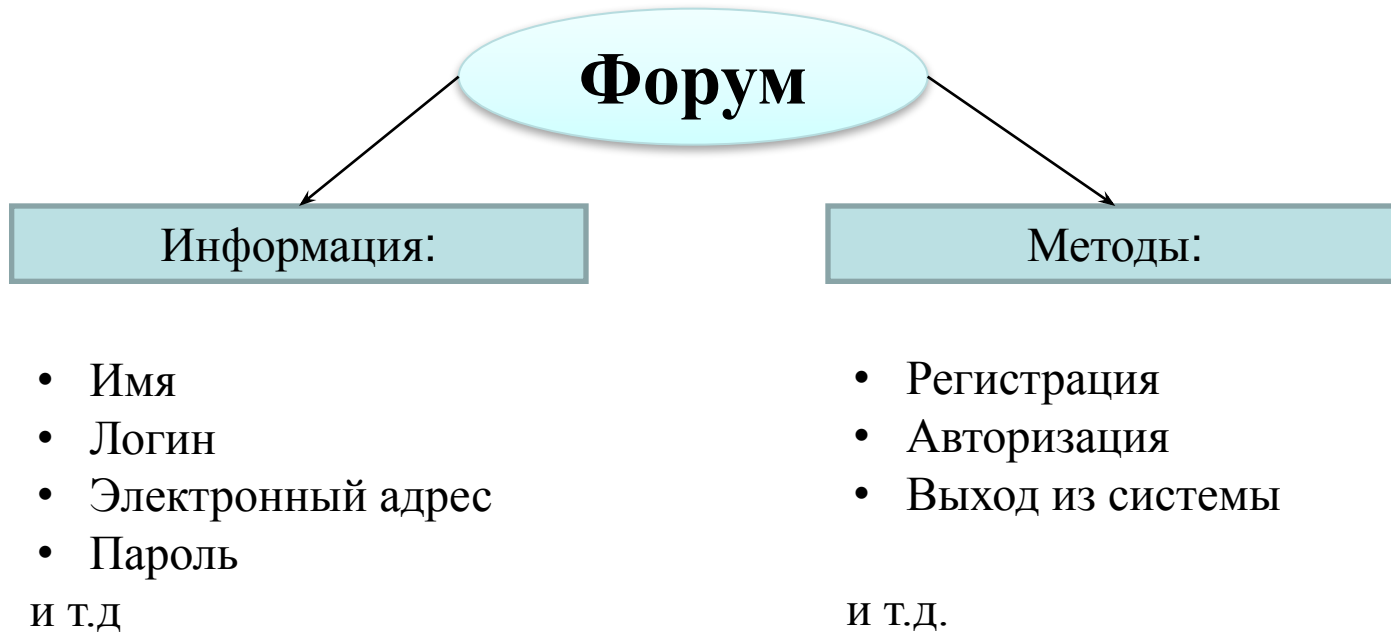 Форум
Информация:
• Имя
• Логин
• Электронный адрес
• Пароль
и т.д
Методы:
• Регистрация
• Авторизация
• Выход из системы
и т.д.